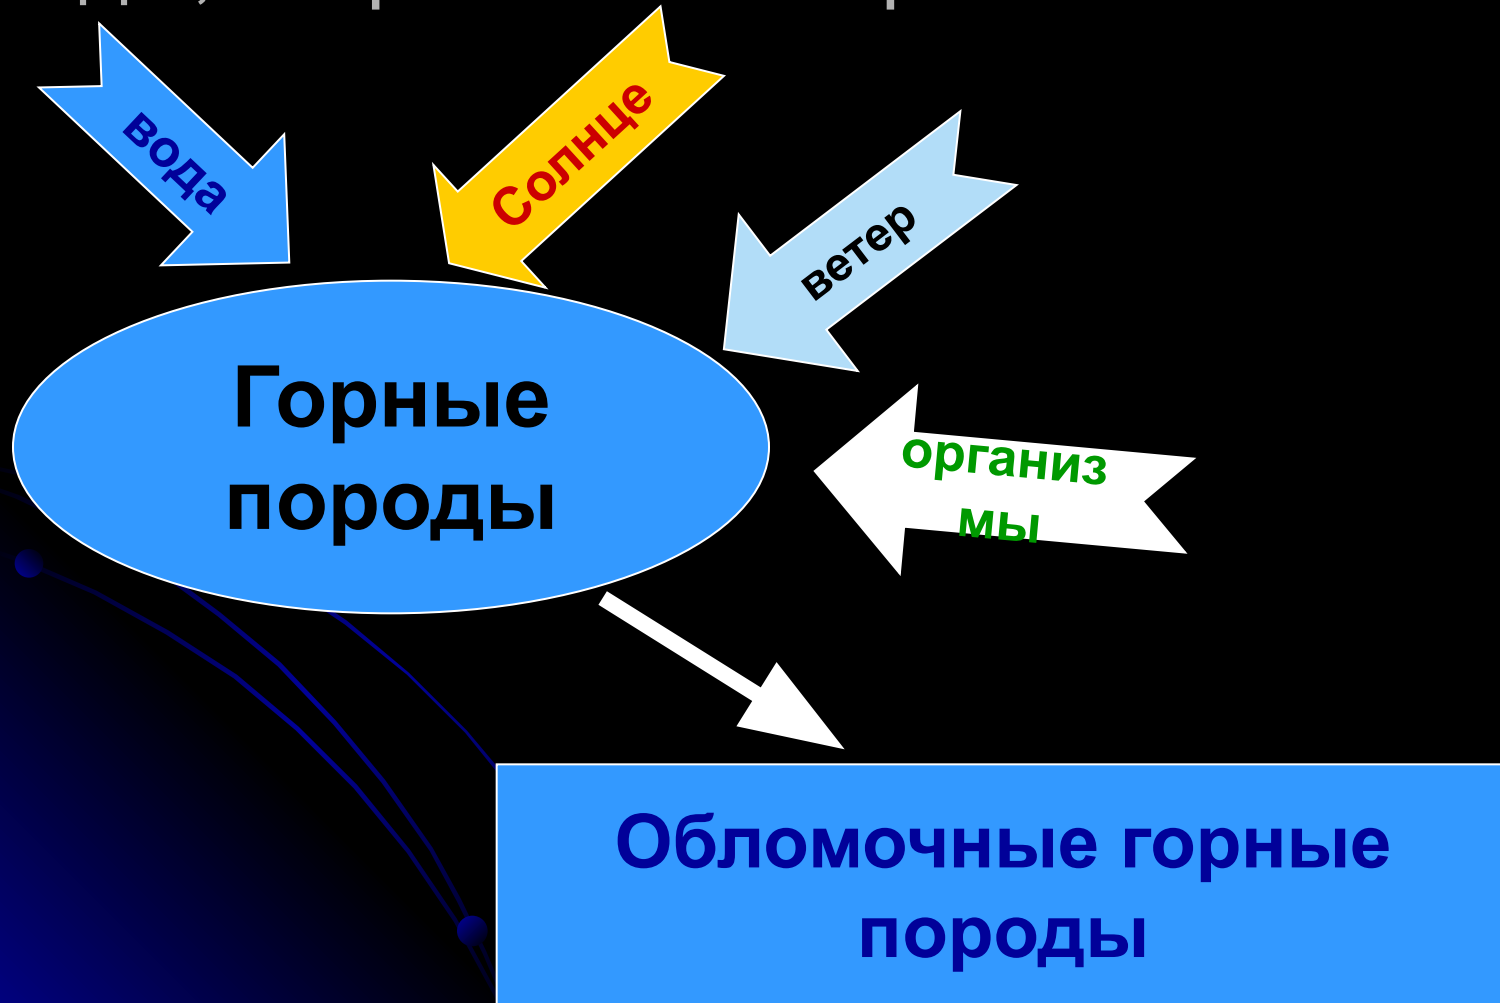 вода
Солнце
ветер
Горные
породы
организ
мы
Обломочные горные
породы